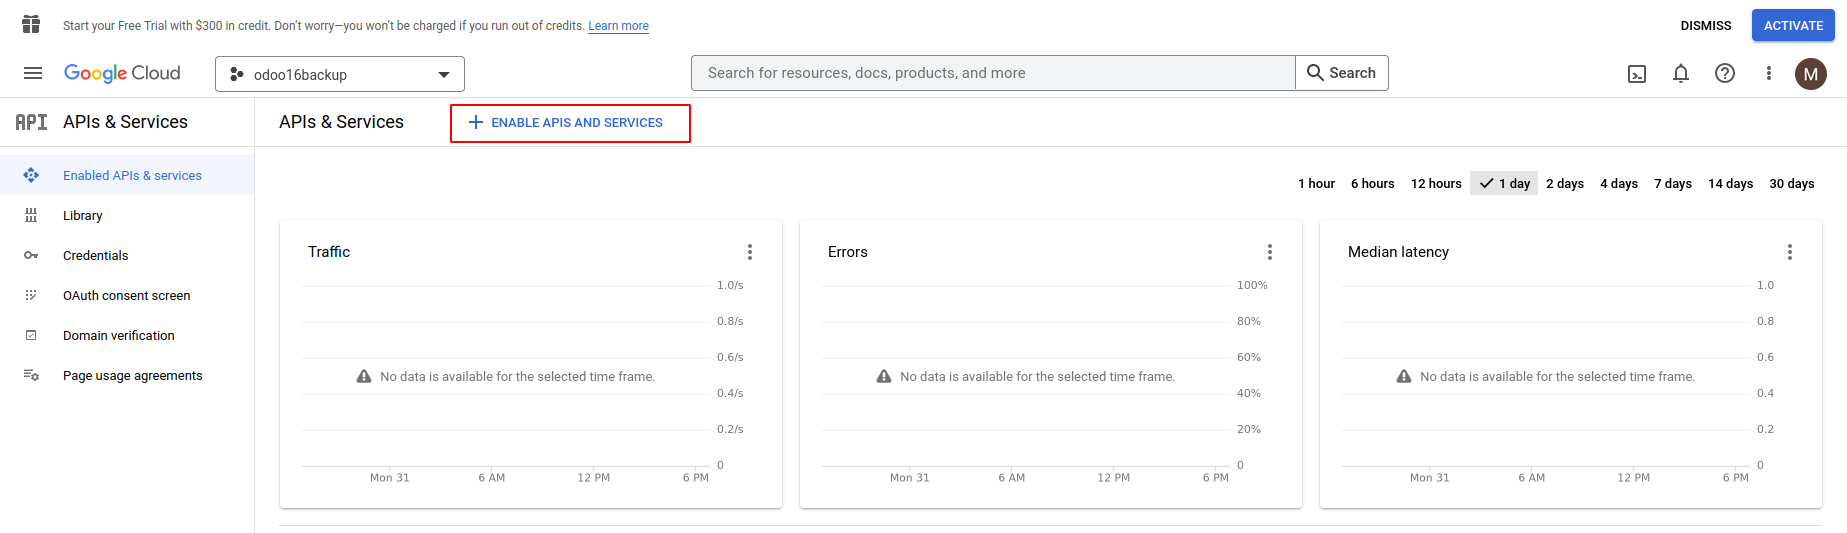 Start your Free Trial with $300 in credit. Don't worry—you won't be charged if you run out of credits. Learn more
DISMISS
ACTIVATE
Google Cloud
odoo16backup
Search for resources, docs, products, and more
Search
M
API
APIs & Services
APIs & Services
ENABLE APIS AND SERVICES
Enabled APIs & services
Library
Credentials
OAuth consent screen
Domain verification
Page usage agreements
1 hour 6 hours 12 hours 1 day 2 days 4 days 7 days 14 days 30 days
Traffic
1.0/s
0.8/s
0.6/s
No data is available for the selected time frame.
0.4/s
0.2/s
0
Mon 31 6 AM 12 PM 6 PM
Errors
100%
80%
60%
No data is available for the selected time frame.
40%
20%
0
Mon 31 6 AM 12 PM 6 PM
Median latency
1.0
0.8
0.6
No data is available for the selected time frame.
0.4
0.2
0
Mon 31 6 AM 12 PM 6 PM